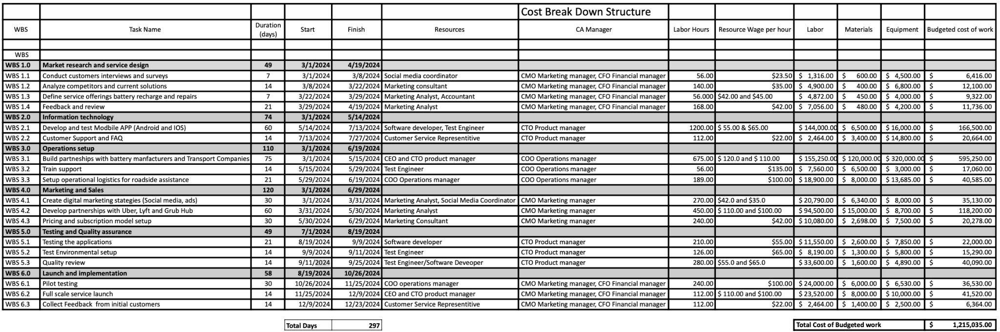 Cost Break Down Structure
WBS Task Name Duration (days) Start Finish Resources CA Manager Labor Hours Resource Wage per hour Labor Materials Equipment Budgeted cost of work
WBS
WBS 1.0 Market research and service design 49 3/1/2024 4/19/2024
WBS 1.1 Conduct customers interviews and surveys 7 3/1/2024 3/8/2024 Social media coordinator CMO Marketing manager, CFO Financial manager 56.00 $23.50 $ 1,316.00 $ 600.00 $ 4,500.00 $ 6,416.00
WBS 1.2 Analyze competitors and current solutions 14 3/8/2024 3/22/2024 Marketing consultant CMO Marketing manager, CFO Financial manager 140.00 $35.00 $ 4,900.00 $ 400.00 $ 6,800.00 $ 12,100.00
WBS 1.3 Define service offerings battery recharge and repairs 7 3/22/2024 3/29/2024 Marketing Analyst, Accountant CMO Marketing manager, CFO Financial manager 56.000 $42.00 and $45.00 $ 4,872.00 $ 450.00 $ 4,000.00 $ 9,322.00
WBS 1.4 Feedback and review 21 3/29/2024 4/19/2024 Marketing Analyst CMO Marketing manager, CFO Financial manager 168.00 $42.00 $ 7,056.00 $ 480.00 $ 4,200.00 $ 11,736.00
WBS 2.0 Information technology 74 3/1/2024 5/14/2024
WBS 2.1 Develop and test Modbile APP (Android and IOS) 60 5/14/2024 7/13/2024 Software developer, Test Engineer CTO Product manager 1200.00 $ 55.00 & $65.00 $ 144,000.00 $ 6,500.00 $ 16,000.00 $ 166,500.00
WBS 2.2 Customer Support and FAQ 14 7/13/2024 7/27/2024 Customer Service Representitive CTO Product manager 112.00 $22.00 $ 2,464.00 $ 3,400.00 $ 14,800.00 $ 20,664.00
WBS 3.0 Operations setup 110 3/1/2024 6/19/2024
WBS 3.1 Build partneships with battery manfacturers and Transport Companies 75 3/1/2024 5/15/2024 CEO and CTO product manager COO Operations manager 675.00 $ 120.0 and $ 110.00 $ 155,250.00 $ 120,000.00 $ 320,000.00 $ 595,250.00
WBS 3.2 Train support 14 5/15/2024 5/29/2024 Test Engineer COO Operations manager 56.00 $135.00 $ 7,560.00 $ 6,500.00 $ 3,000.00 $ 17,060.00
WBS 3.3 Setup operational logistics for roadside assistance 21 5/29/2024 6/19/2024 COO Operations manager COO Operations manager 189.00 $100.00 $ 18,900.00 $ 8,000.00 $ 13,685.00 $ 40,585.00
WBS 4.0 Marketing and Sales 120 3/1/2024 6/29/2024
WBS 4.1 Create digital marketing stategies (Social media, ads) 30 3/1/2024 3/31/2024 Marketing Analyst, Social Media Coordinator CMO Marketing manager 270.00 $42.0 and $35.0 $ 20,790.00 $ 6,340.00 $ 8,000.00 $ 35,130.00
WBS 4.2 Develop partnerships with Uber, Lyft and Grub Hub 60 3/31/2024 5/30/2024 Marketing Analyst CMO Marketing manager 450.00 $ 110.00 and $100.00 $ 94,500.00 $ 15,000.00 $ 8,700.00 $ 118,200.00
WBS 4.3 Pricing and subscription model setup 30 5/30/2024 6/29/2024 Marketing Consultant CMO Marketing manager 240.00 $42.00 $ 10,080.00 $ 2,698.00 $ 7,500.00 $ 20,278.00
WBS 5.0 Testing and Quality assurance 49 7/1/2024 8/19/2024
WBS 5.1 Testing the applications 21 8/19/2024 9/9/2024 Software developer CTO Product manager 210.00 $55.00 $ 11,550.00 $ 2,600.00 $ 7,850.00 $ 22,000.00
WBS 5.2 Test Environmental setup 14 9/9/2024 9/11/2024 Test Engineer CTO Product manager 126.00 $65.00 $ 8,190.00 $ 1,300.00 $ 5,800.00 $ 15,290.00
WBS 5.3 Quality review 14 9/11/2024 9/25/2024 Test Engineer/Software Deveoper CTO Product manager 280.00 $55.0 and $65.0 $ 33,600.00 $ 1,600.00 $ 4,890.00 $ 40,090.00
WBS 6.0 Launch and implementation 58 8/19/2024 10/26/2024
WBS 6.1 Pilot testing 30 10/26/2024 11/25/2024 COO operations manager CMO Marketing manager, CFO Financial manager 240.00 $100.00 $ 24,000.00 $ 6,000.00 $ 6,530.00 $ 36,530.00
WBS 6.2 Full scale service launch 14 11/25/2024 12/9/2024 CEO and CTO product manager CMO Marketing manager, CFO Financial manager 112.00 $ 110.00 and $100.00 $ 23,520.00 $ 8,000.00 $ 10,000.00 $ 41,520.00
WBS 6.3 Collect Feedback from initial customers 14 12/9/2024 12/23/2024 Customer Service Representitive CMO Marketing manager, CFO Financial manager 112.00 $22.00 $ 2,464.00 $ 1,400.00 $ 2,500.00 $ 6,364.00
Total Days 297 Total Cost of Budgeted work $ 1,215,035.00